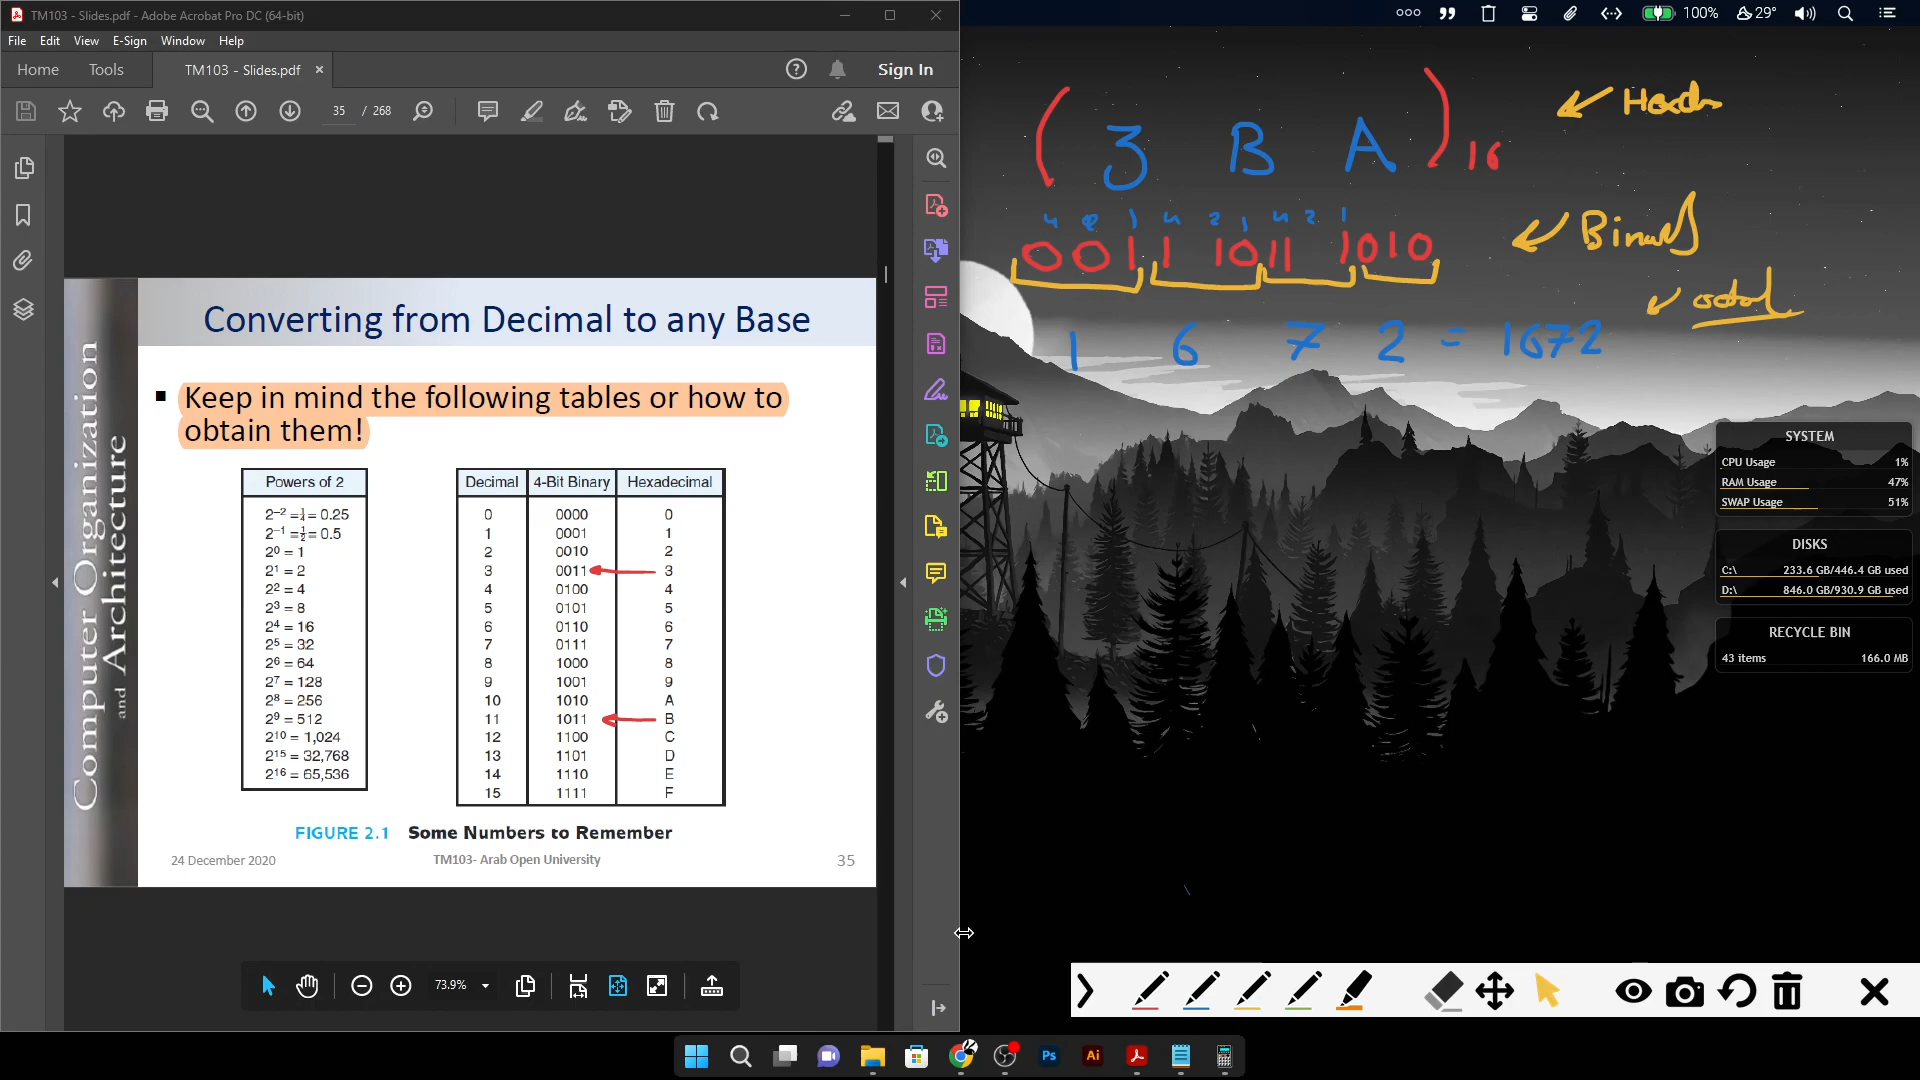 TM103 - Slides.pdf - Adobe Acrobat Pro DC (64-bit)
File Edit View E-Sign Window Help
Home Tools TM103 - Slides.pdf × Sign In
35 / 268
Computer Organization
and Architecture
Converting from Decimal to any Base
▪ Keep in mind the following tables or how to
obtain them!
Powers of 2
2⁻² = ¼ = 0.25
2⁻¹ = ½ = 0.5
2⁰ = 1
2¹ = 2
2² = 4
2³ = 8
2⁴ = 16
2⁵ = 32
2⁶ = 64
2⁷ = 128
2⁸ = 256
2⁹ = 512
2¹⁰ = 1,024
2¹⁵ = 32,768
2¹⁶ = 65,536
Decimal 4-Bit Binary Hexadecimal
0 0000 0
1 0001 1
2 0010 2
3 0011 3
4 0100 4
5 0101 5
6 0110 6
7 0111 7
8 1000 8
9 1001 9
10 1010 A
11 1011 B
12 1100 C
13 1101 D
14 1110 E
15 1111 F
FIGURE 2.1 Some Numbers to Remember
24 December 2020 TM103- Arab Open University 35
73.9%
100% 29°
( 3 B A )16
4 2 1 4 2 1 4 2 1
001 1 10 11 1010
Binary
octal
1 6 7 2 = 1672
SYSTEM
CPU Usage 1%
RAM Usage 47%
SWAP Usage 51%
DISKS
C:\ 233.6 GB/446.4 GB used
D:\ 846.0 GB/930.9 GB used
RECYCLE BIN
43 items 166.0 MB
Ps Ai